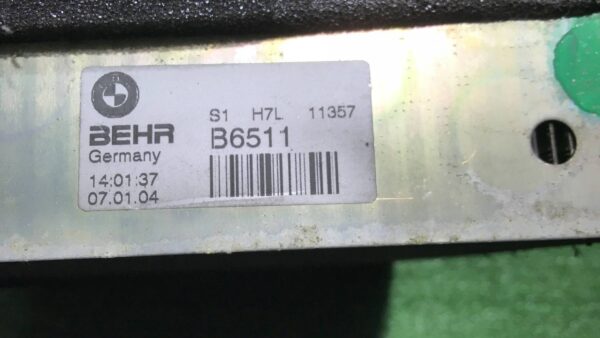 S1 H7L 11357
BEHR B6511
Germany
14:01:37
07.01.04